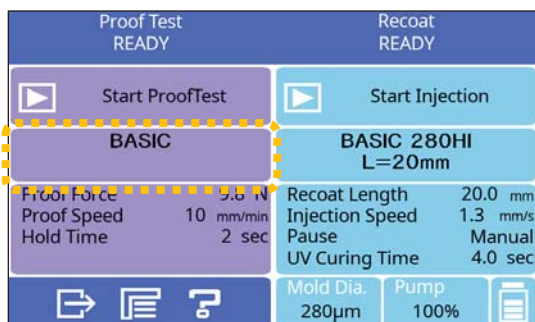 Proof Test
READY
Start ProofTest
BASIC
Proof Force 9.8 N
Proof Speed 10 mm/min
Hold Time 2 sec
Recoat
READY
Start Injection
BASIC 280HI
L=20mm
Recoat Length 20.0 mm
Injection Speed 1.3 mm/s
Pause Manual
UV Curing Time 4.0 sec
Mold Dia.
280μm
Pump
100%